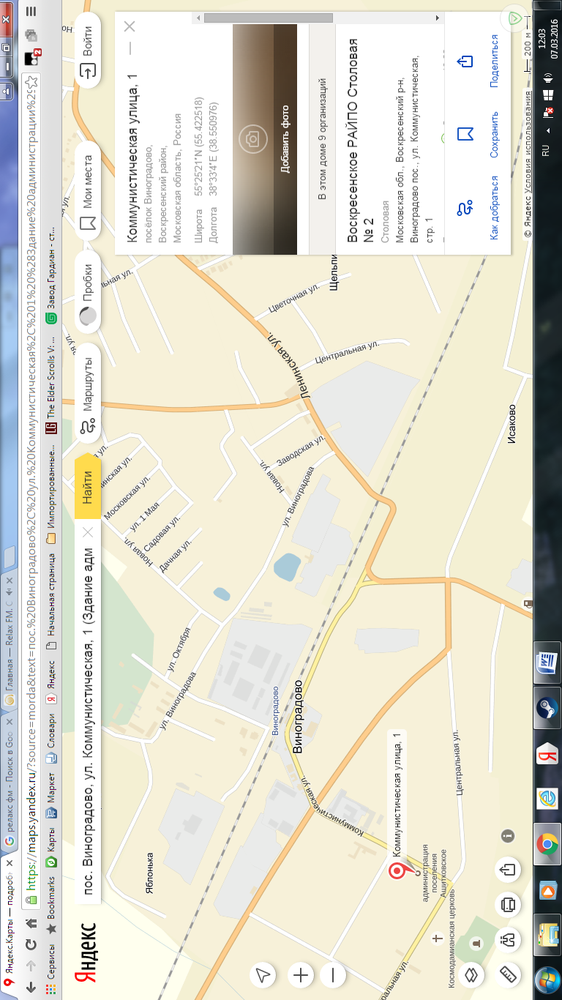 Яндекс.Карты — подробн
релакс фм - Поиск в Goo
Главная — Relax FM. С
https://maps.yandex.ru/?source=morda&text=пос.%20Виноградово%2C%20ул.%20Коммунистическая%2C%201%20%28Здание%20администрации%2
2
Сервисы
Bookmarks
Карты
Маркет
Словари
Яндекс
Начальная страница
Импортированные...
The Elder Scrolls V: ...
Завод Гардиан - ст...
Яндекс
пос. Виноградово, ул. Коммунистическая, 1 (Здание адм
Найти
Маршруты
Пробки
Мои места
Войти
Коммунистическая улица, 1
посёлок Виноградово,
Воскресенский район,
Московская область, Россия
Широта 55°25′21″N (55.422518)
Долгота 38°33′4″E (38.550976)
Добавить фото
В этом доме 9 организаций
Воскресенское РАЙПО Столовая
№ 2
Столовая
Московская обл., Воскресенский р-н,
Виноградово пос., ул. Коммунистическая,
стр. 1
Как добраться
Сохранить
Поделиться
© Яндекс Условия использования
200 м
Яблонька
ул. Виноградова
ул. Октября
Новая ул.
Дачная ул.
Садовая ул.
ул. 1 Мая
Московская ул.
ул. Виноградова
Новая ул.
Заводская ул.
Ленинская ул.
Центральная ул.
Цветочная ул.
Щельпи
Виноградово
Виноградово
Коммунистическая ул.
Коммунистическая улица, 1
администрация
поселения
Ашитковское
Космодамианская церковь
Центральная ул.
Исаково
RU
12:03
07.03.2016